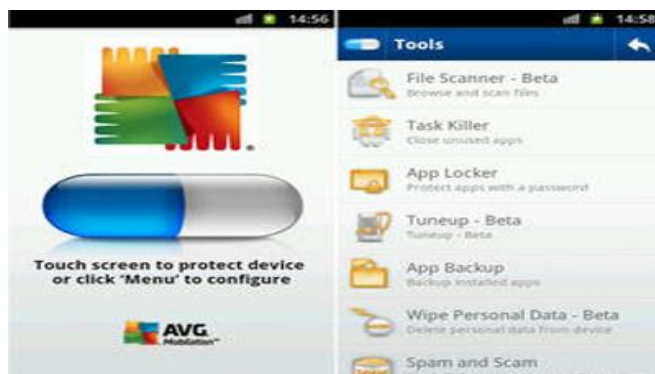 14:56
®
Touch screen to protect device
or click 'Menu' to configure
AVG
Mobilation™
14:58
Tools
File Scanner - Beta
Browse and scan files
Task Killer
Close unused apps
App Locker
Protect apps with a password
Tuneup - Beta
Tuneup - Beta
App Backup
Backup installed apps
Wipe Personal Data - Beta
Delete personal data from device
Spam and Scam